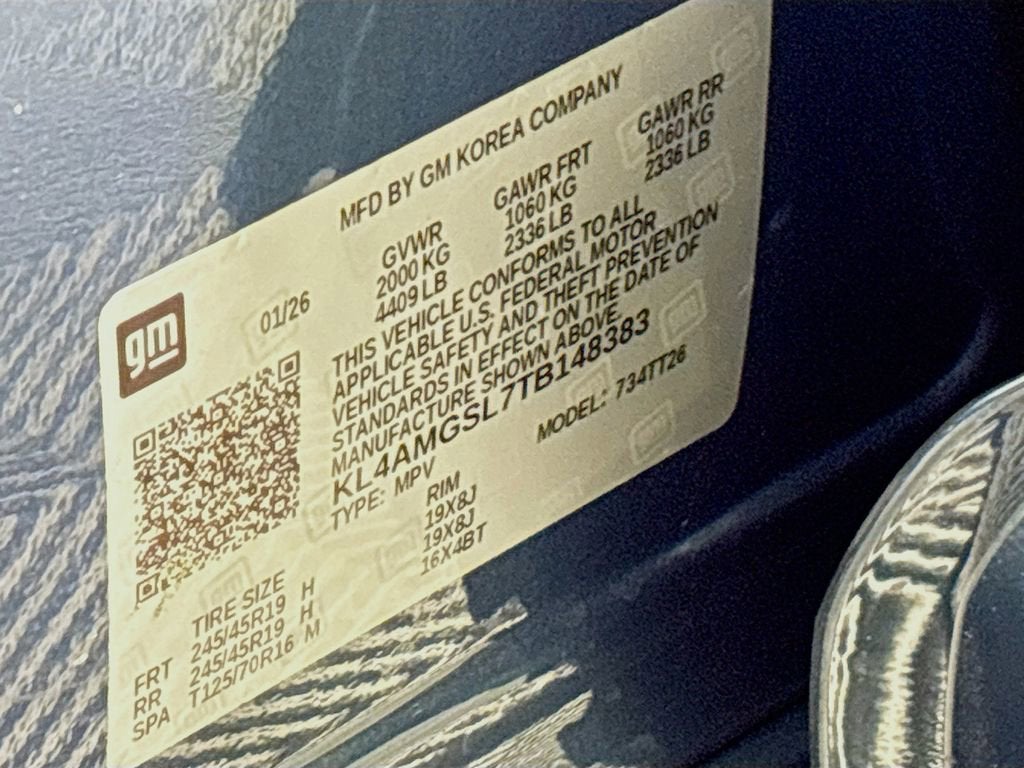 MFD BY GM KOREA COMPANY
gm
01/26
GVWR GAWR FRT GAWR RR
2000 KG 1060 KG 1060 KG
4409 LB 2336 LB 2336 LB
THIS VEHICLE CONFORMS TO ALL
APPLICABLE U.S. FEDERAL MOTOR
VEHICLE SAFETY AND THEFT PREVENTION
STANDARDS IN EFFECT ON THE DATE OF
MANUFACTURE SHOWN ABOVE.
KL4AMGSL7TB148383
TYPE: MPV MODEL: 734TT26
TIRE SIZE RIM
FRT 245/45R19 H 19X8J
RR 245/45R19 H 19X8J
SPA T125/70R16 M 16X4BT